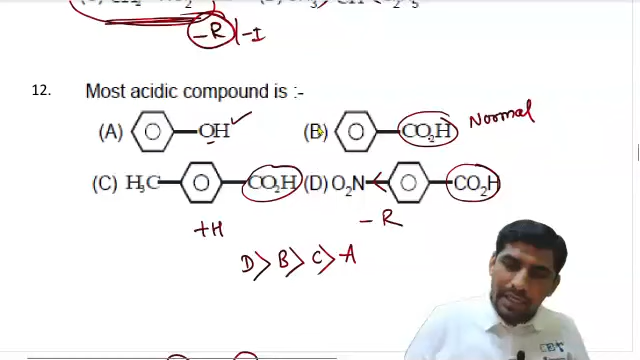 -R|-I
12. Most acidic compound is :-
(A) OH (B) CO₂H Normal
(C) H₃C CO₂H (D) O₂N CO₂H
+H -R
D > B > C > A